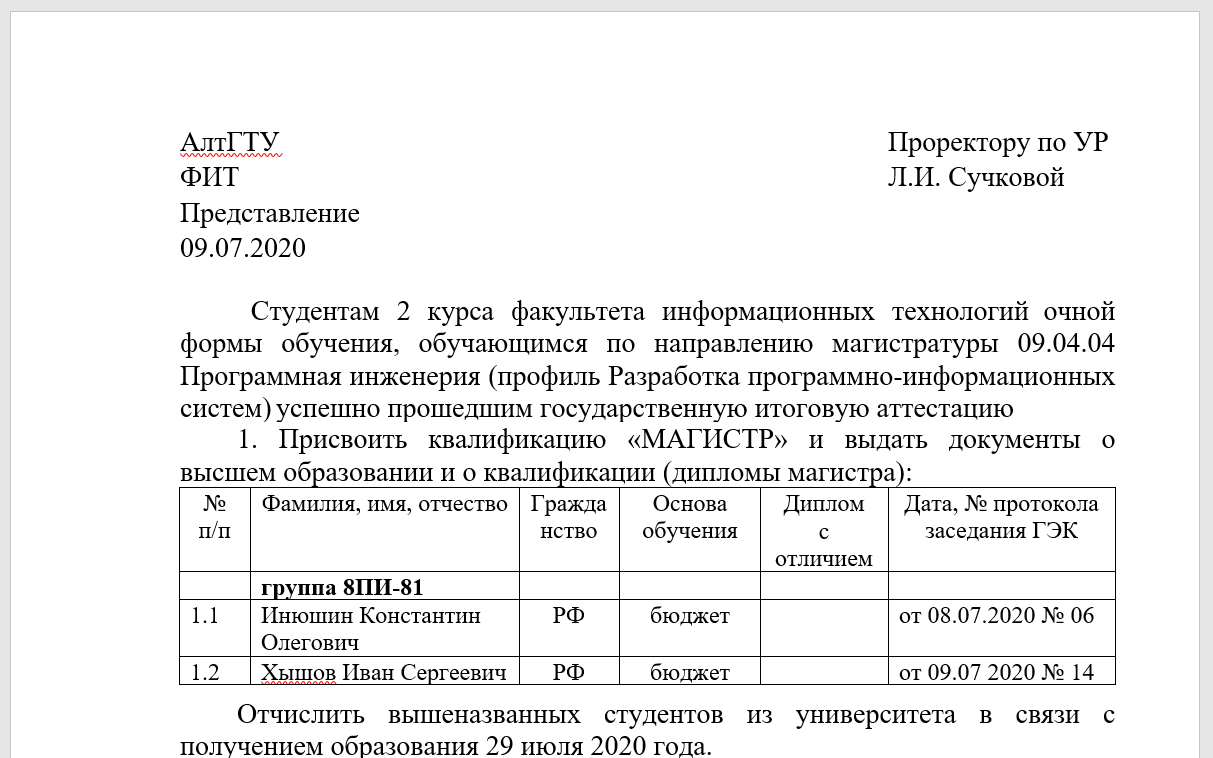 АлтГТУ
Проректору по УР
ФИТ
Л.И. Сучковой
Представление
09.07.2020
Студентам 2 курса факультета информационных технологий очной
формы обучения, обучающимся по направлению магистратуры 09.04.04
Программная инженерия (профиль Разработка программно-информационных
систем) успешно прошедшим государственную итоговую аттестацию
1. Присвоить квалификацию «МАГИСТР» и выдать документы о
высшем образовании и о квалификации (дипломы магистра):
№ Фамилия, имя, отчество Гражда Основа Диплом Дата, № протокола
п/п нство обучения с заседания ГЭК
отличием
группа 8ПИ-81
1.1 Инюшин Константин РФ бюджет от 08.07.2020 № 06
Олегович
1.2 Хышов Иван Сергеевич РФ бюджет от 09.07 2020 № 14
Отчислить вышеназванных студентов из университета в связи с
получением образования 29 июля 2020 года.